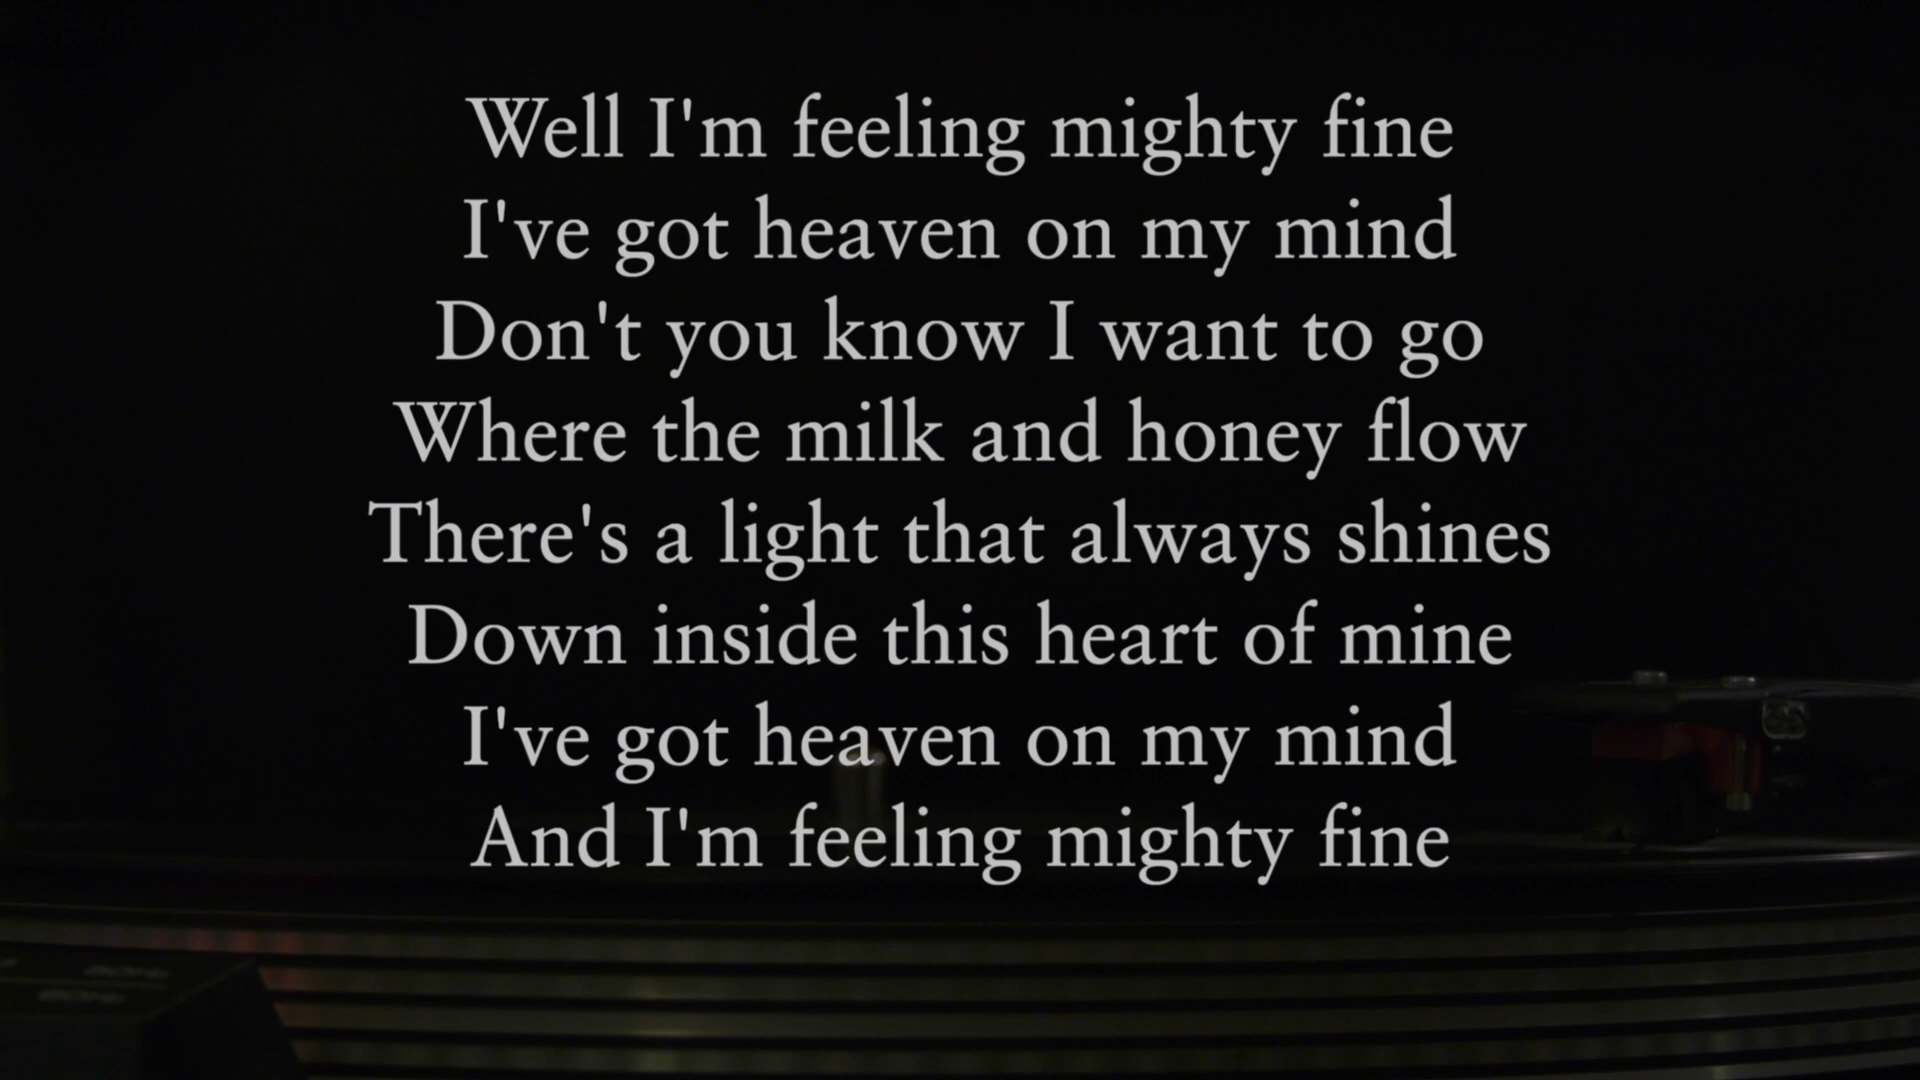 Well I'm feeling mighty fine
I've got heaven on my mind
Don't you know I want to go
Where the milk and honey flow
There's a light that always shines
Down inside this heart of mine
I've got heaven on my mind
And I'm feeling mighty fine